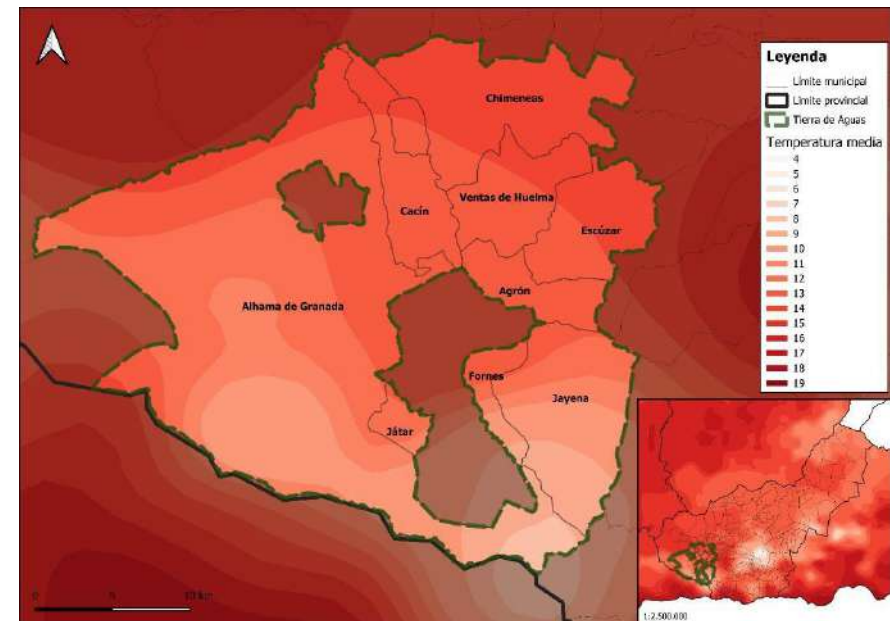 Chimeneas
Ventas de Huelma
Cacín
Escúzar
Agrón
Alhama de Granada
Fornes
Jayena
Játar
0 5 10 km
Leyenda
Límite municipal
Límite provincial
Tierra de Aguas
Temperatura media
4
5
6
7
8
9
10
11
12
13
14
15
16
17
18
19
1:2.500.000